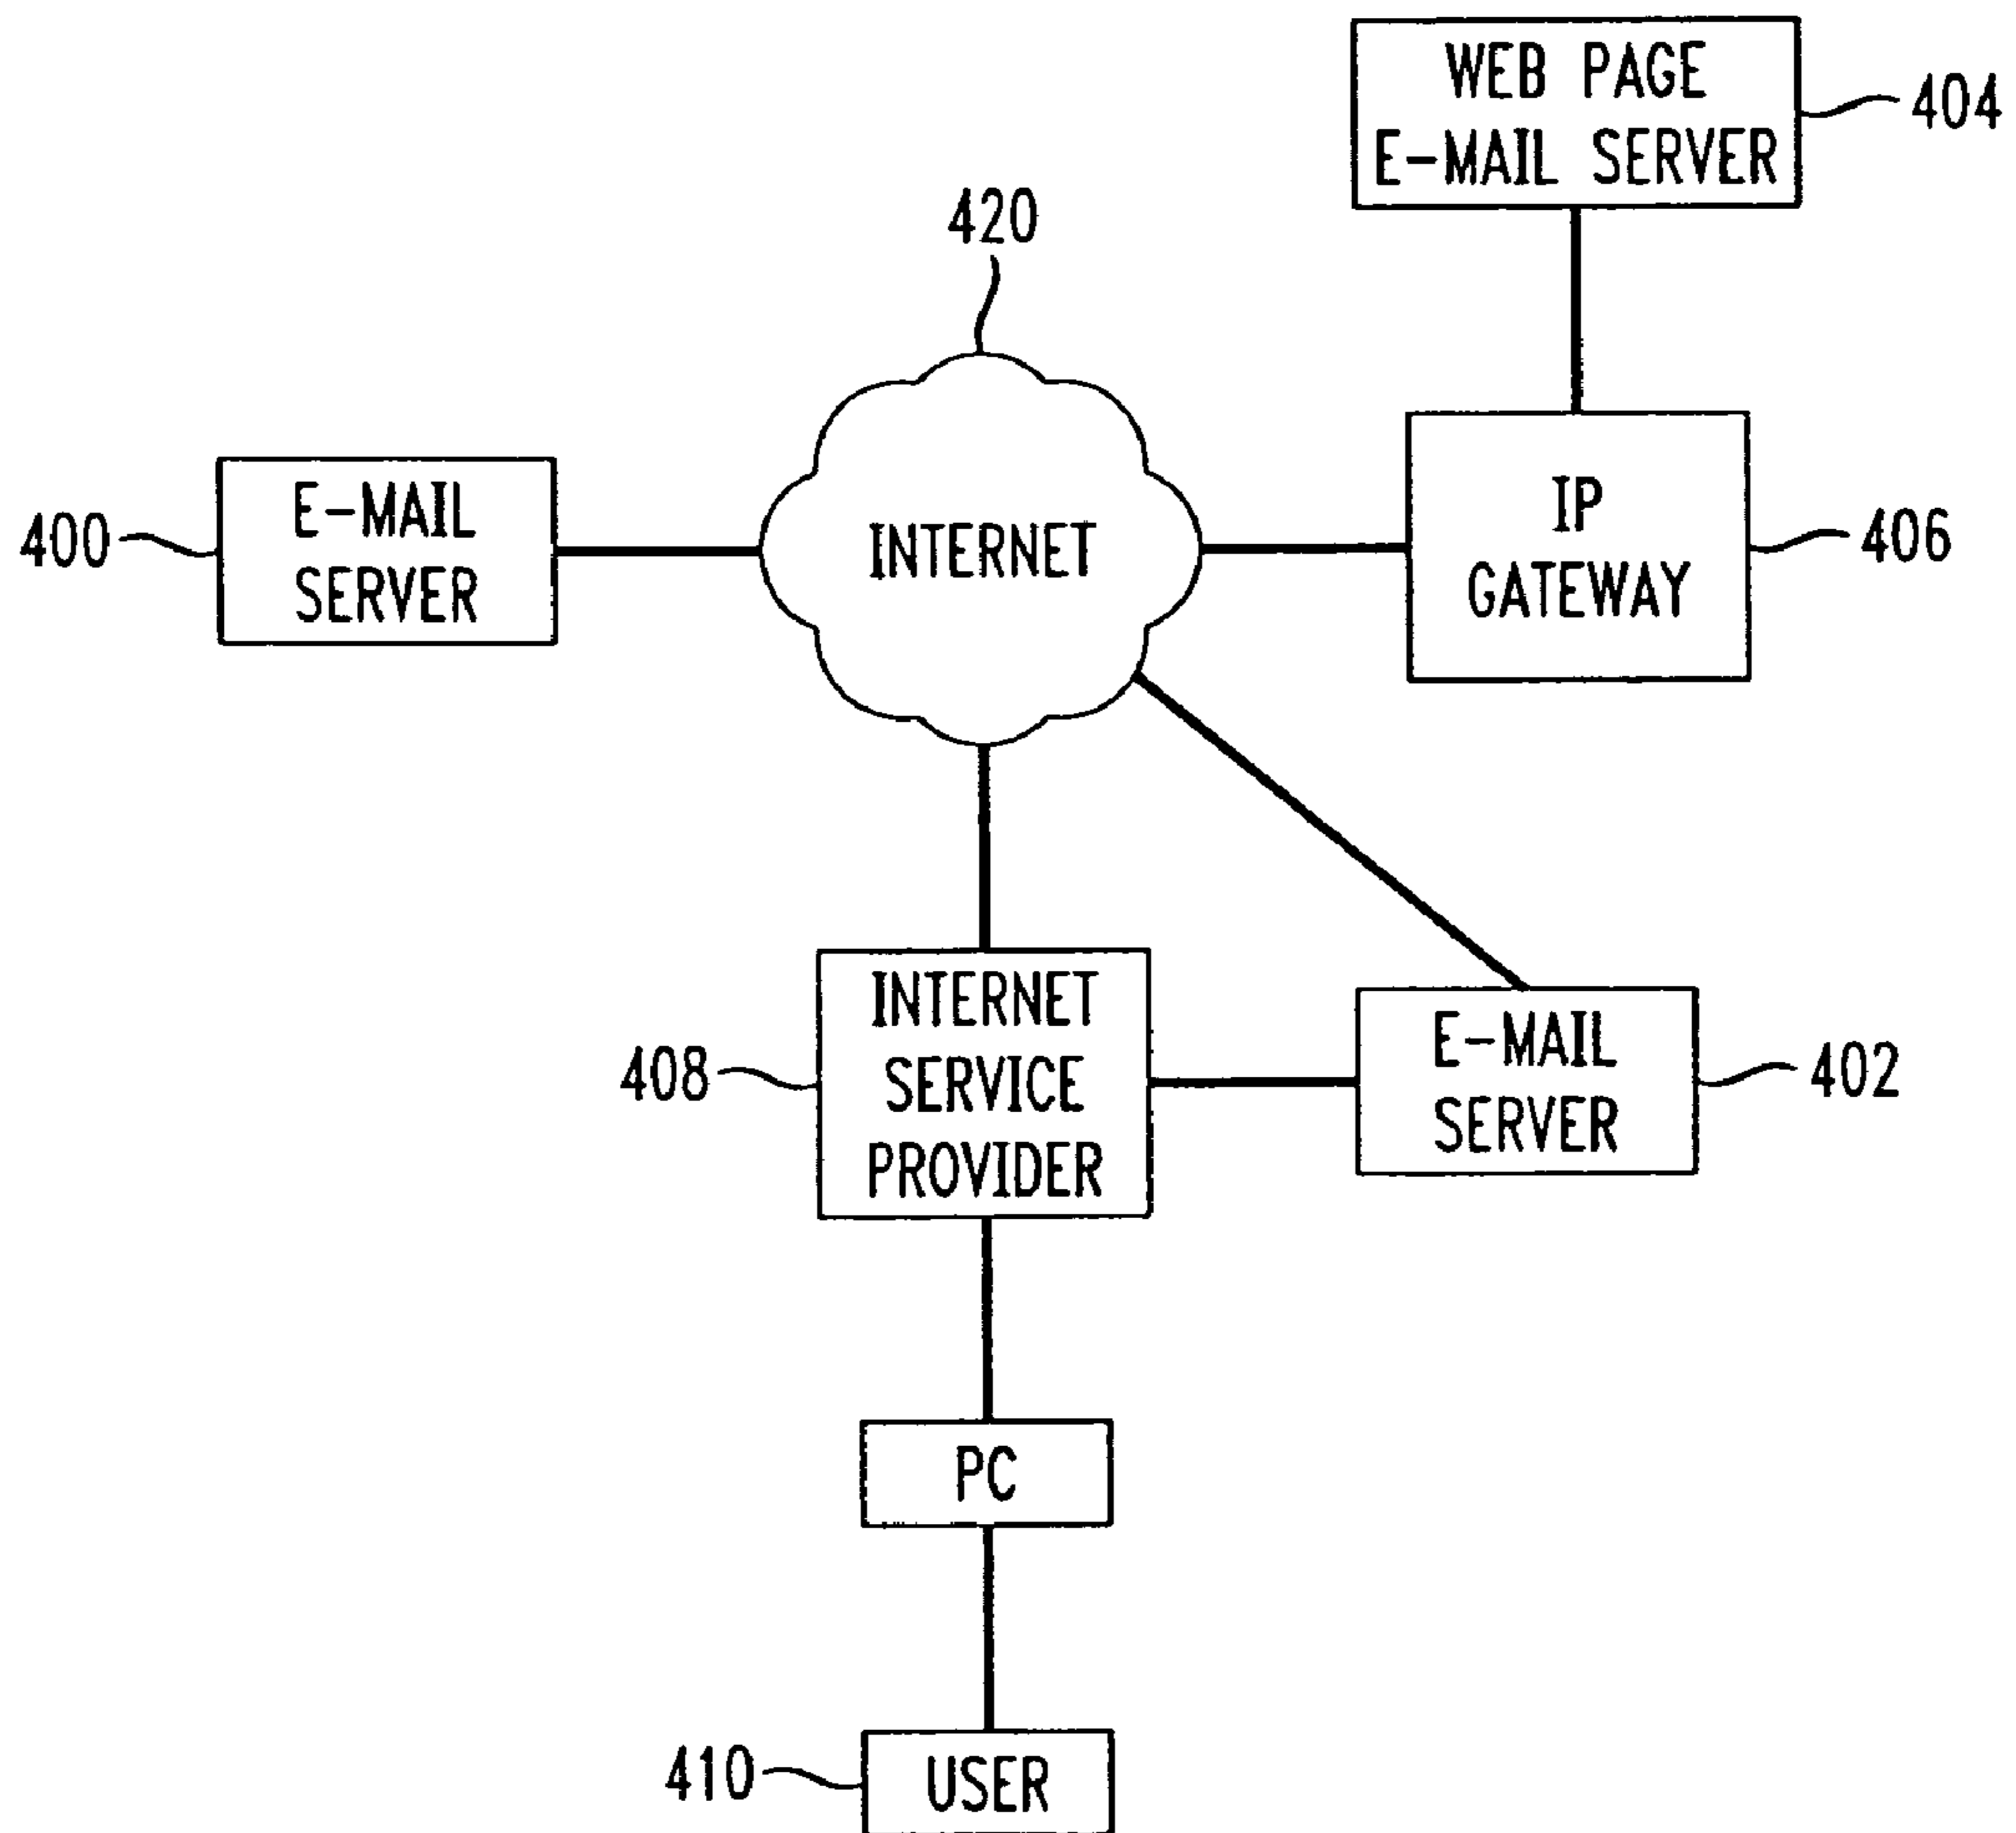 WEB PAGE
E-MAIL SERVER
404
420
E-MAIL
SERVER
400
INTERNET
IP
GATEWAY
406
INTERNET
SERVICE
PROVIDER
408
E-MAIL
SERVER
402
PC
USER
410